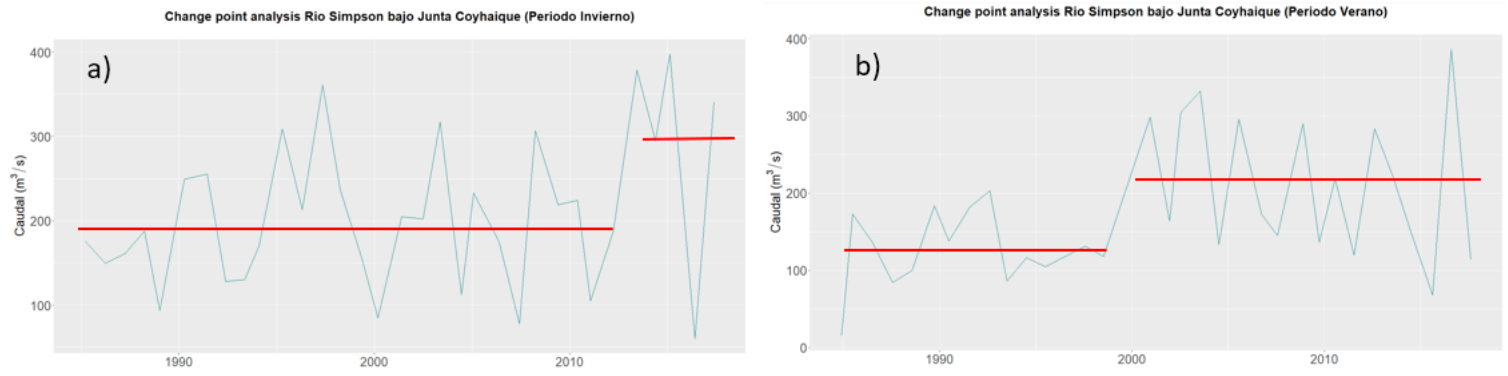 Change point analysis Rio Simpson bajo Junta Coyhaique (Periodo Invierno)
a)
Caudal (m³/s)
400
300
200
100
1990
2000
2010
Change point analysis Rio Simpson bajo Junta Coyhaique (Periodo Verano)
b)
Caudal (m³/s)
400
300
200
100
0
1990
2000
2010